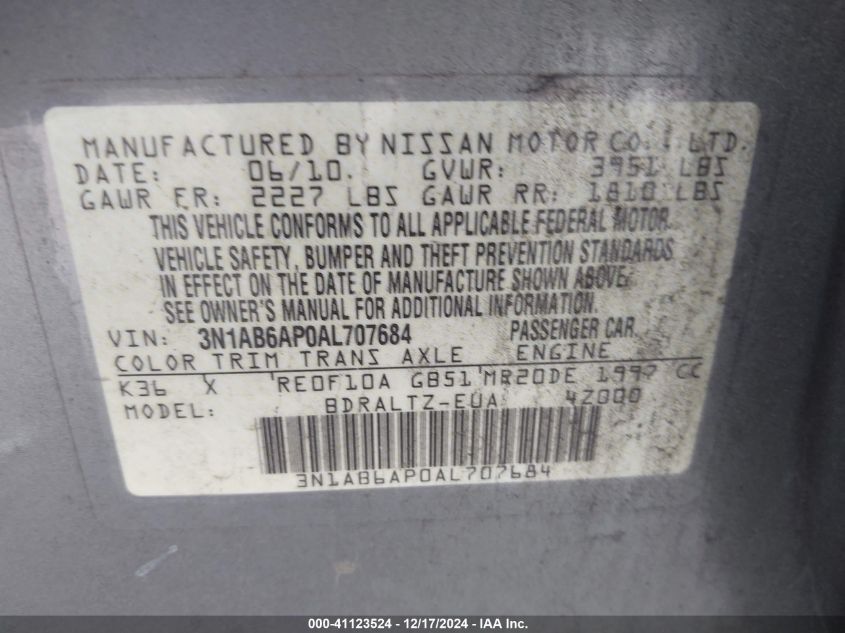 MANUFACTURED BY NISSAN MOTOR CO., LTD.
DATE: 06/10. GVWR: 3951 LBS
GAWR FR: 2227 LBS GAWR RR: 1810 LBS
THIS VEHICLE CONFORMS TO ALL APPLICABLE FEDERAL MOTOR
VEHICLE SAFETY, BUMPER AND THEFT PREVENTION STANDARDS
IN EFFECT ON THE DATE OF MANUFACTURE SHOWN ABOVE.
SEE OWNER'S MANUAL FOR ADDITIONAL INFORMATION.
VIN: 3N1AB6AP0AL707684 PASSENGER CAR
COLOR TRIM TRANS AXLE ENGINE
K36 X RE0F10A GB51 MR20DE 1997 CC
MODEL: BDRALTZ-EUA 4Z000
3N1AB6AP0AL707684
000-41123524 - 12/17/2024 - IAA Inc.